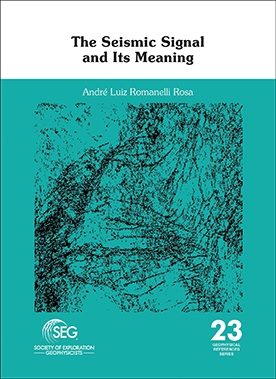 The Seismic Signal
and Its Meaning
André Luiz Romanelli Rosa
SEG
SOCIETY OF EXPLORATION
GEOPHYSICISTS
23
GEOPHYSICAL
REFERENCES
SERIES